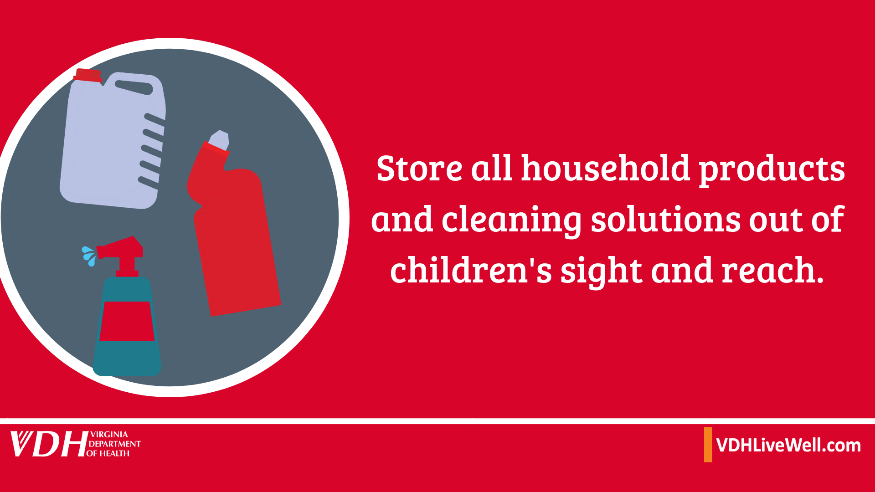 Store all household products
and cleaning solutions out of
children's sight and reach.
VDH VIRGINIA
DEPARTMENT
OF HEALTH
VDHLiveWell.com